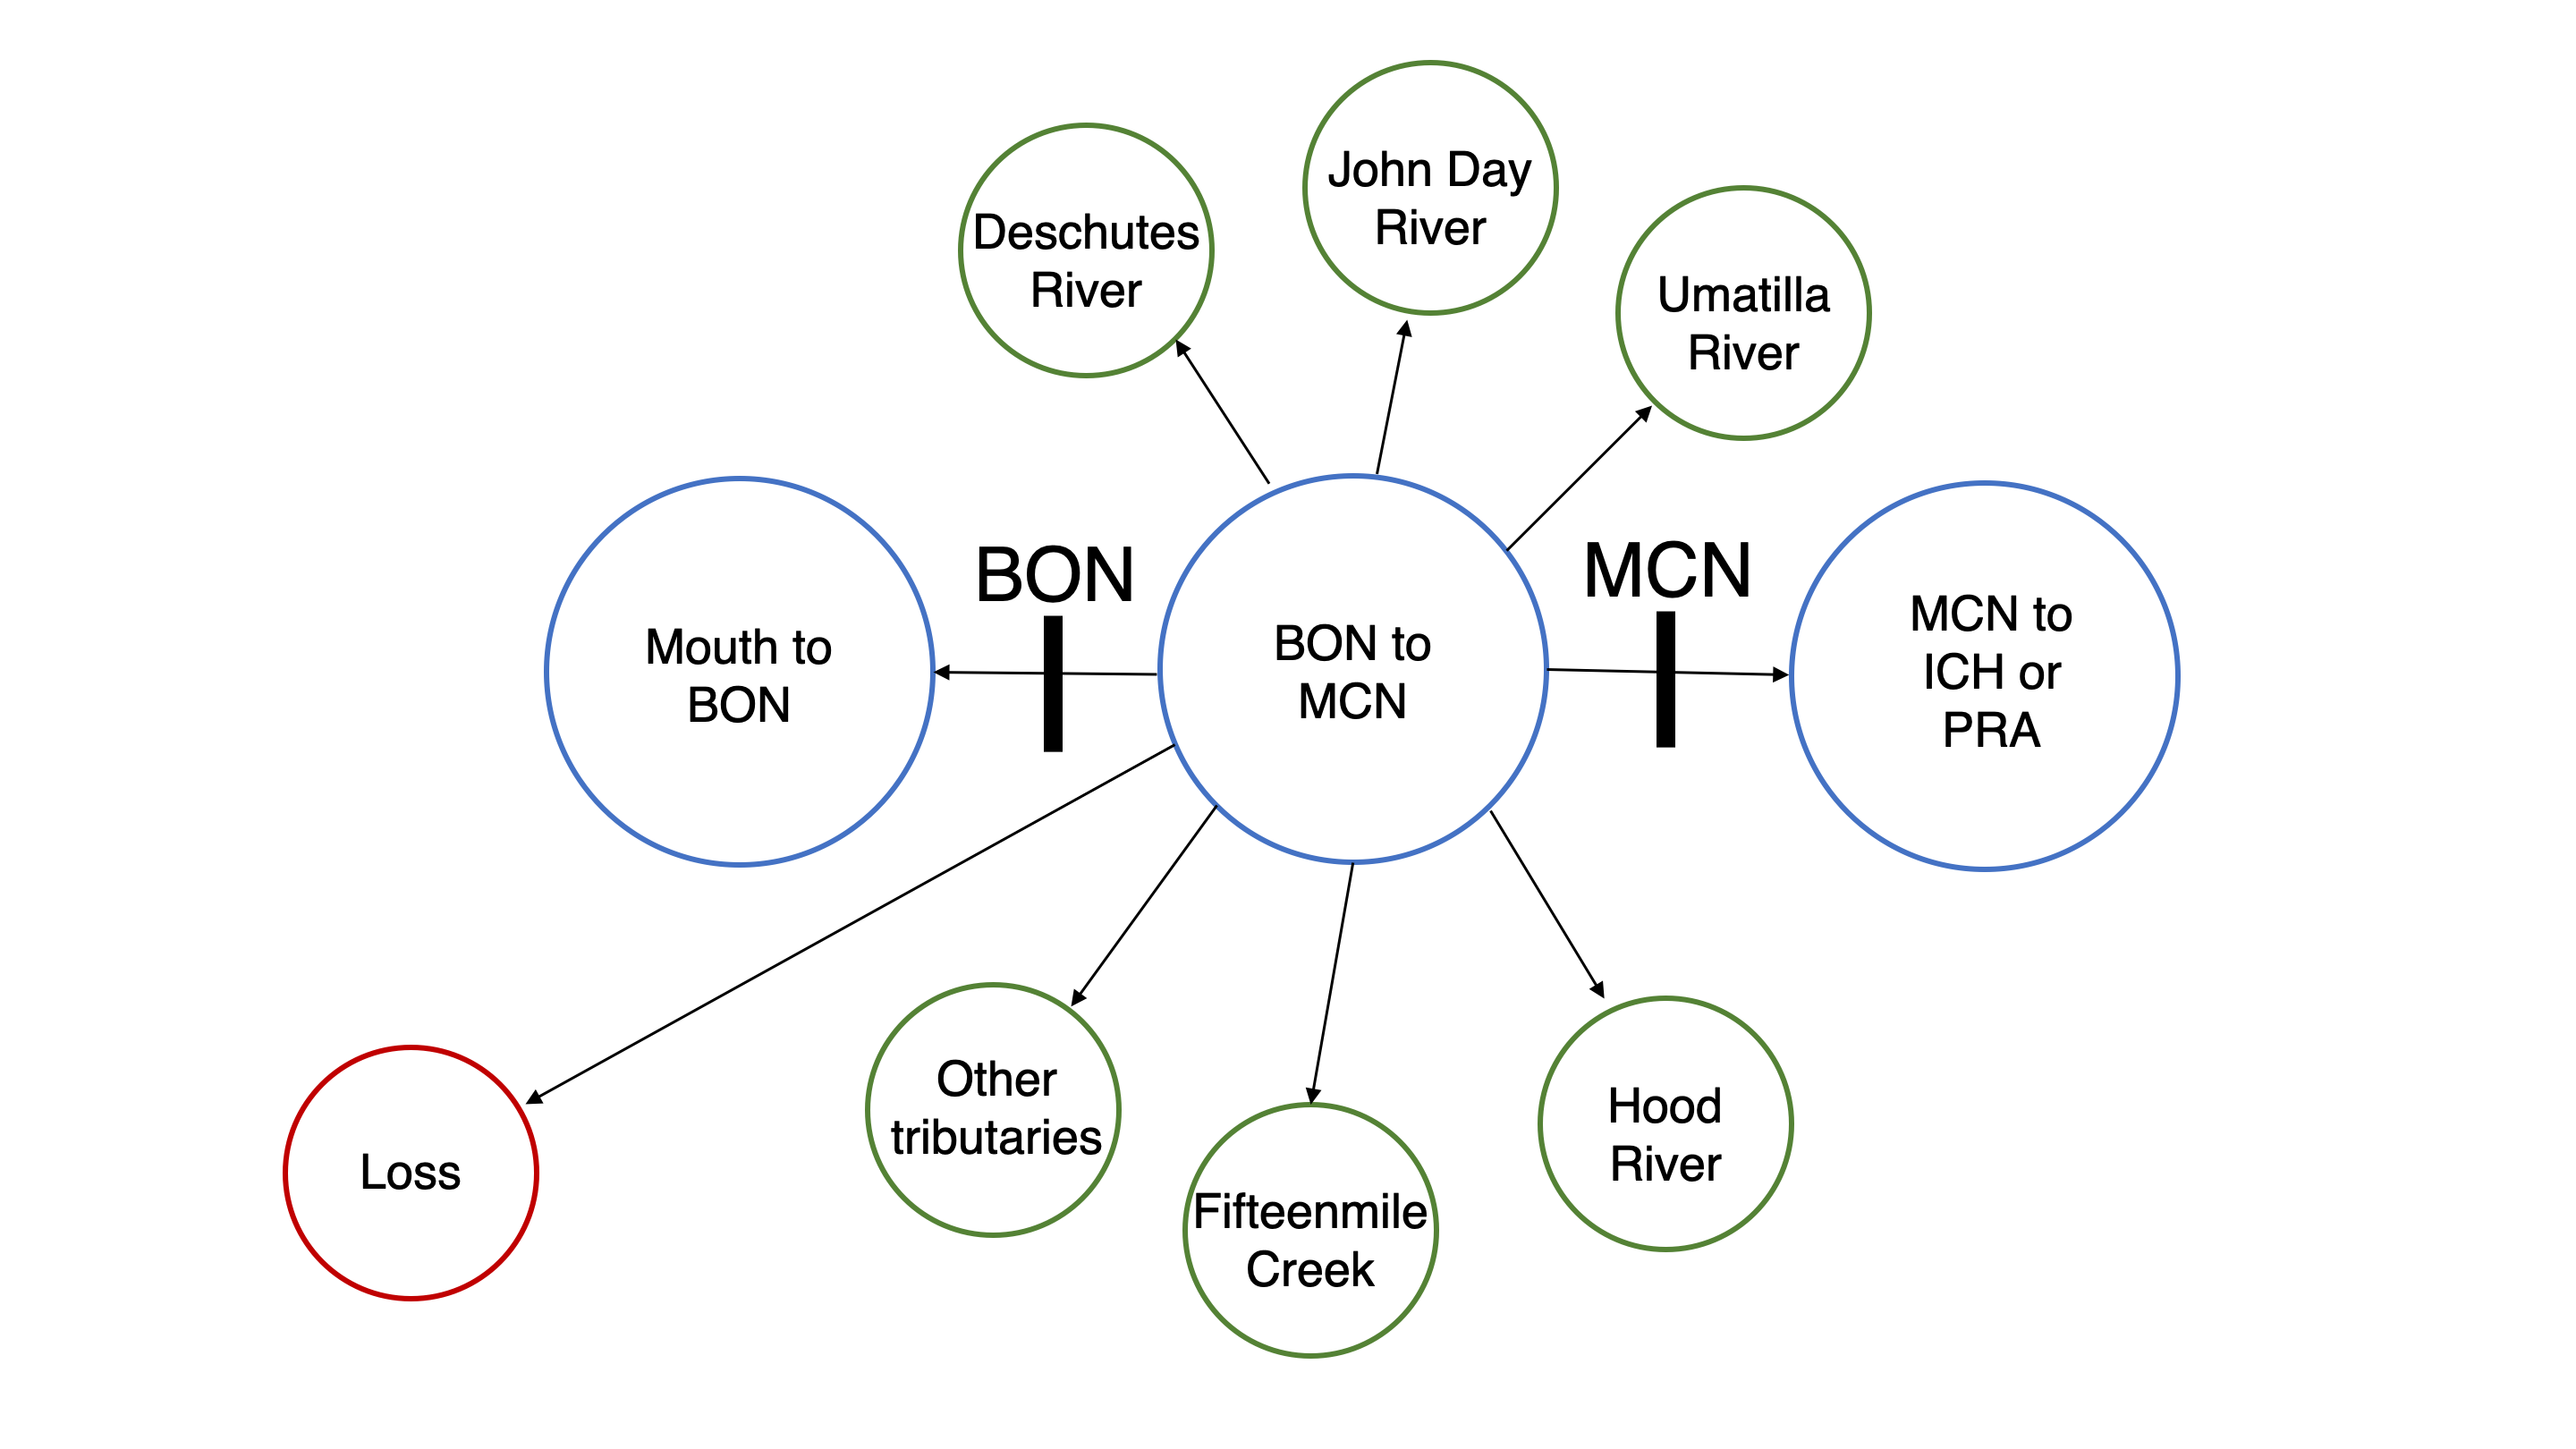 John Day
River
Deschutes
River
Umatilla
River
BON
MCN
Mouth to
BON
BON to
MCN
MCN to
ICH or
PRA
Other
tributaries
Hood
River
Loss
Fifteenmile
Creek